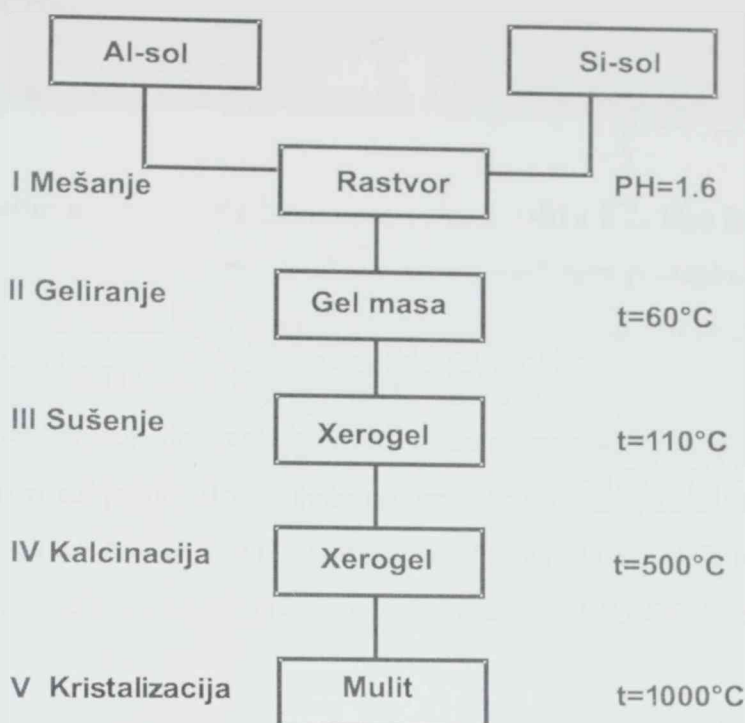 Al-sol
Si-sol
I Mešanje
Rastvor
PH=1.6
II Geliranje
Gel masa
t=60°C
III Sušenje
Xerogel
t=110°C
IV Kalcinacija
Xerogel
t=500°C
V Kristalizacija
Mulit
t=1000°C